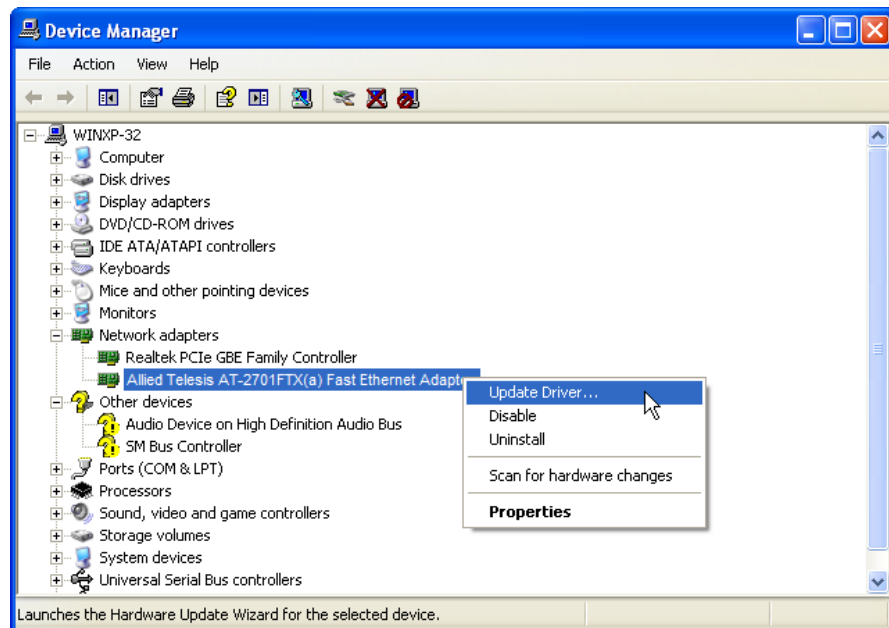 Device Manager
File Action View Help
WINXP-32
Computer
Disk drives
Display adapters
DVD/CD-ROM drives
IDE ATA/ATAPI controllers
Keyboards
Mice and other pointing devices
Monitors
Network adapters
Realtek PCIe GBE Family Controller
Allied Telesis AT-2701FTX(a) Fast Ethernet Adapt
Other devices
Audio Device on High Definition Audio Bus
SM Bus Controller
Ports (COM & LPT)
Processors
Sound, video and game controllers
Storage volumes
System devices
Universal Serial Bus controllers
Update Driver...
Disable
Uninstall
Scan for hardware changes
Properties
Launches the Hardware Update Wizard for the selected device.